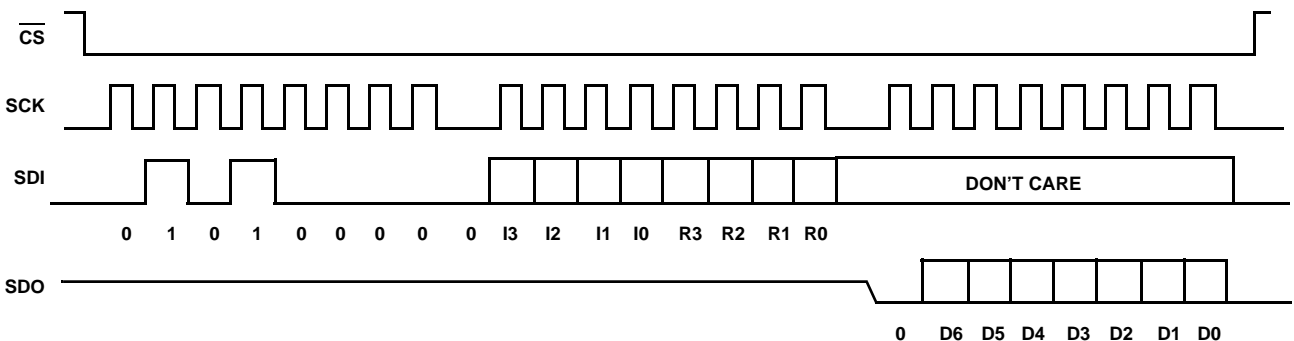 CS
SCK
SDI
DON'T CARE
0 1 0 1 0 0 0 0 0 I3 I2 I1 I0 R3 R2 R1 R0
SDO
0 D6 D5 D4 D3 D2 D1 D0